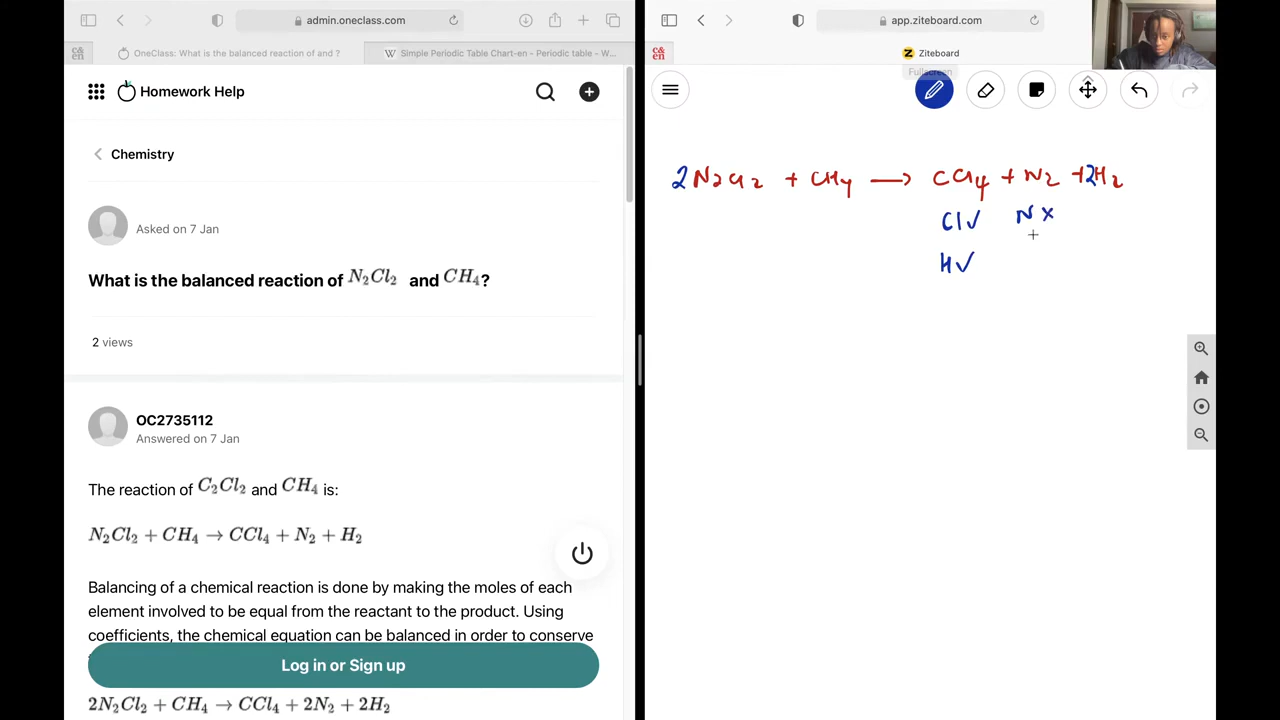 admin.oneclass.com
OneClass: What is the balanced reaction of and ?
Simple Periodic Table Chart-en – Periodic table – W...
Homework Help
Chemistry
Asked on 7 Jan
What is the balanced reaction of N₂Cl₂ and CH₄?
2 views
OC2735112
Answered on 7 Jan
The reaction of C₂Cl₂ and CH₄ is:
N₂Cl₂ + CH₄ → CCl₄ + N₂ + H₂
Balancing of a chemical reaction is done by making the moles of each
element involved to be equal from the reactant to the product. Using
coefficients, the chemical equation can be balanced in order to conserve
Log in or Sign up
2N₂Cl₂ + CH₄ → CCl₄ + 2N₂ + 2H₂
app.ziteboard.com
c&en
Ziteboard
Fullscreen
2N₂Cl₂ + CH₄ → CCl₄ + N₂ + 2H₂
Cl✓ N×
H✓